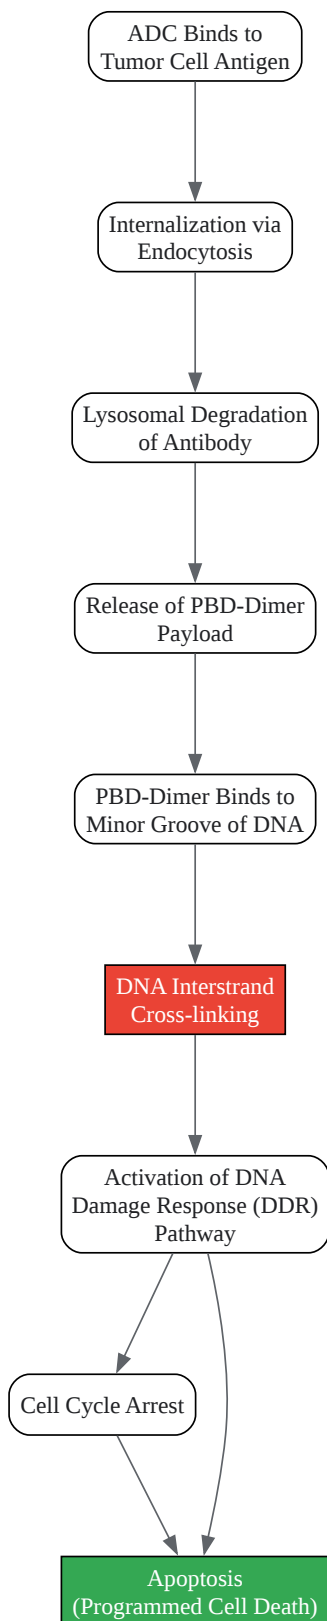 ADC Binds to
Tumor Cell Antigen
Internalization via
Endocytosis
Lysosomal Degradation
of Antibody
Release of PBD-Dimer
Payload
PBD-Dimer Binds to
Minor Groove of DNA
DNA Interstrand
Cross-linking
Activation of DNA
Damage Response (DDR)
Pathway
Cell Cycle Arrest
Apoptosis
(Programmed Cell Death)